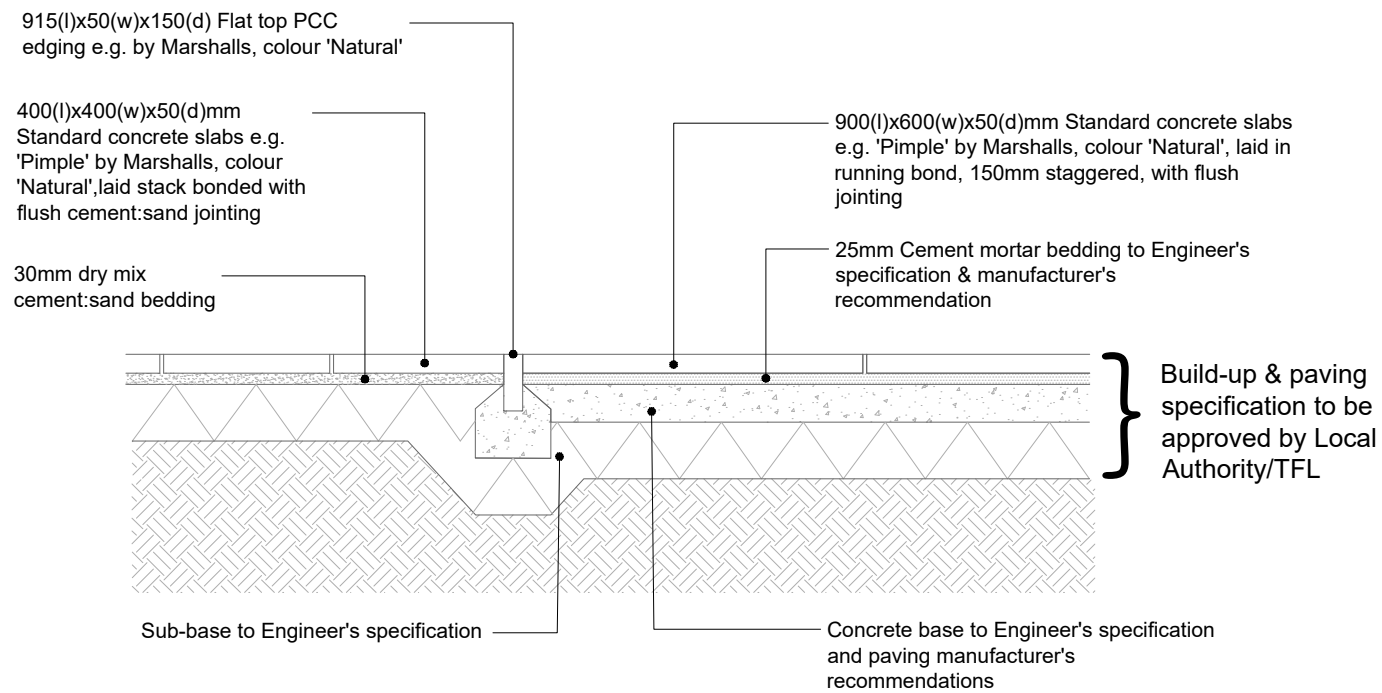 915(l)x50(w)x150(d) Flat top PCC
edging e.g. by Marshalls, colour 'Natural'
400(l)x400(w)x50(d)mm
Standard concrete slabs e.g.
'Pimple' by Marshalls, colour
'Natural',laid stack bonded with
flush cement:sand jointing
30mm dry mix
cement:sand bedding
900(l)x600(w)x50(d)mm Standard concrete slabs
e.g. 'Pimple' by Marshalls, colour 'Natural', laid in
running bond, 150mm staggered, with flush
jointing
25mm Cement mortar bedding to Engineer's
specification & manufacturer's
recommendation
Build-up & paving
specification to be
approved by Local
Authority/TFL
Sub-base to Engineer's specification
Concrete base to Engineer's specification
and paving manufacturer's
recommendations